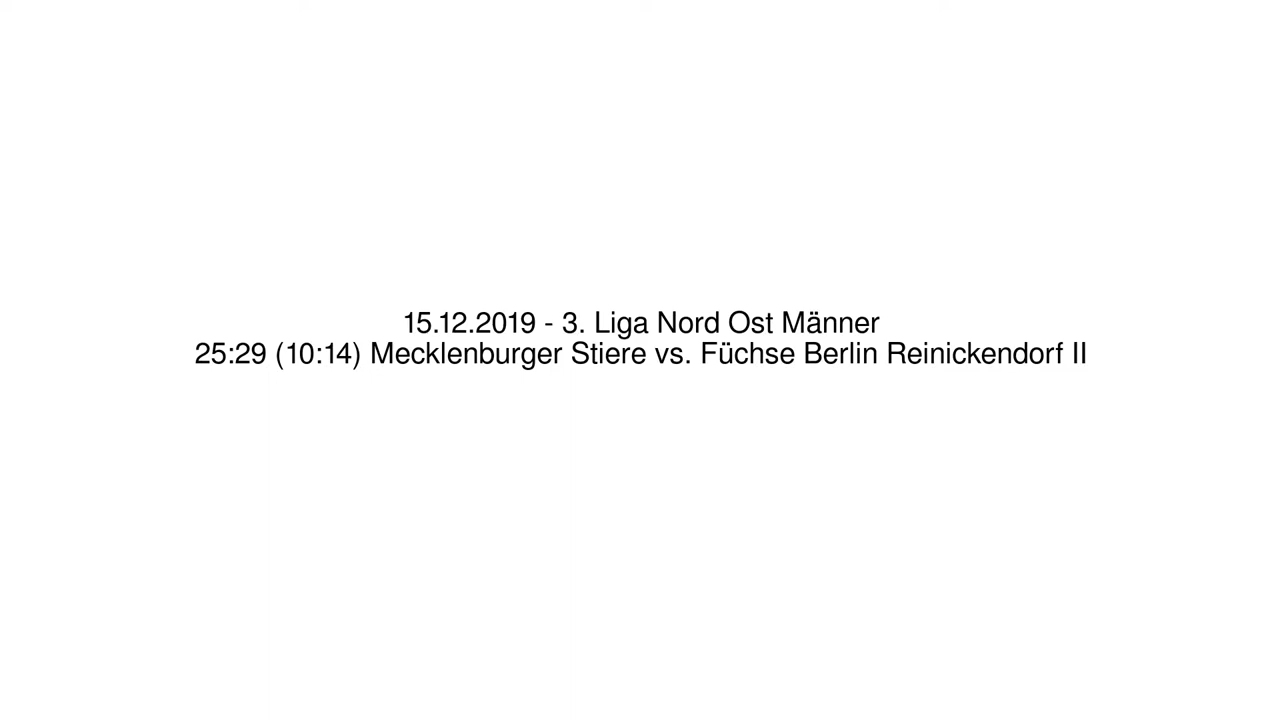 15.12.2019 - 3. Liga Nord Ost Männer
25:29 (10:14) Mecklenburger Stiere vs. Füchse Berlin Reinickendorf II